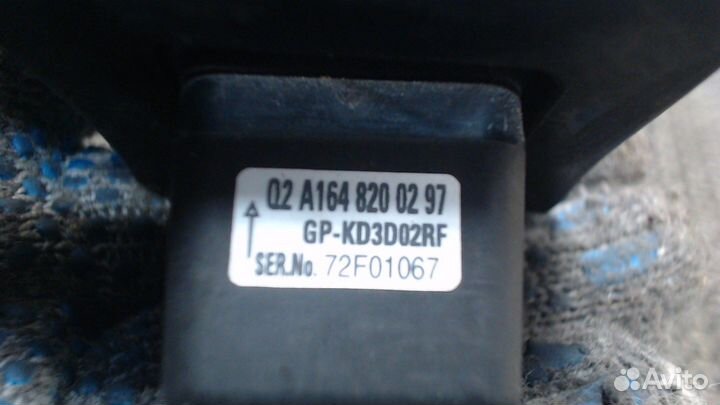 Q2 A164 820 02 97
GP-KD3D02RF
SER.No. 72F01067
Avito